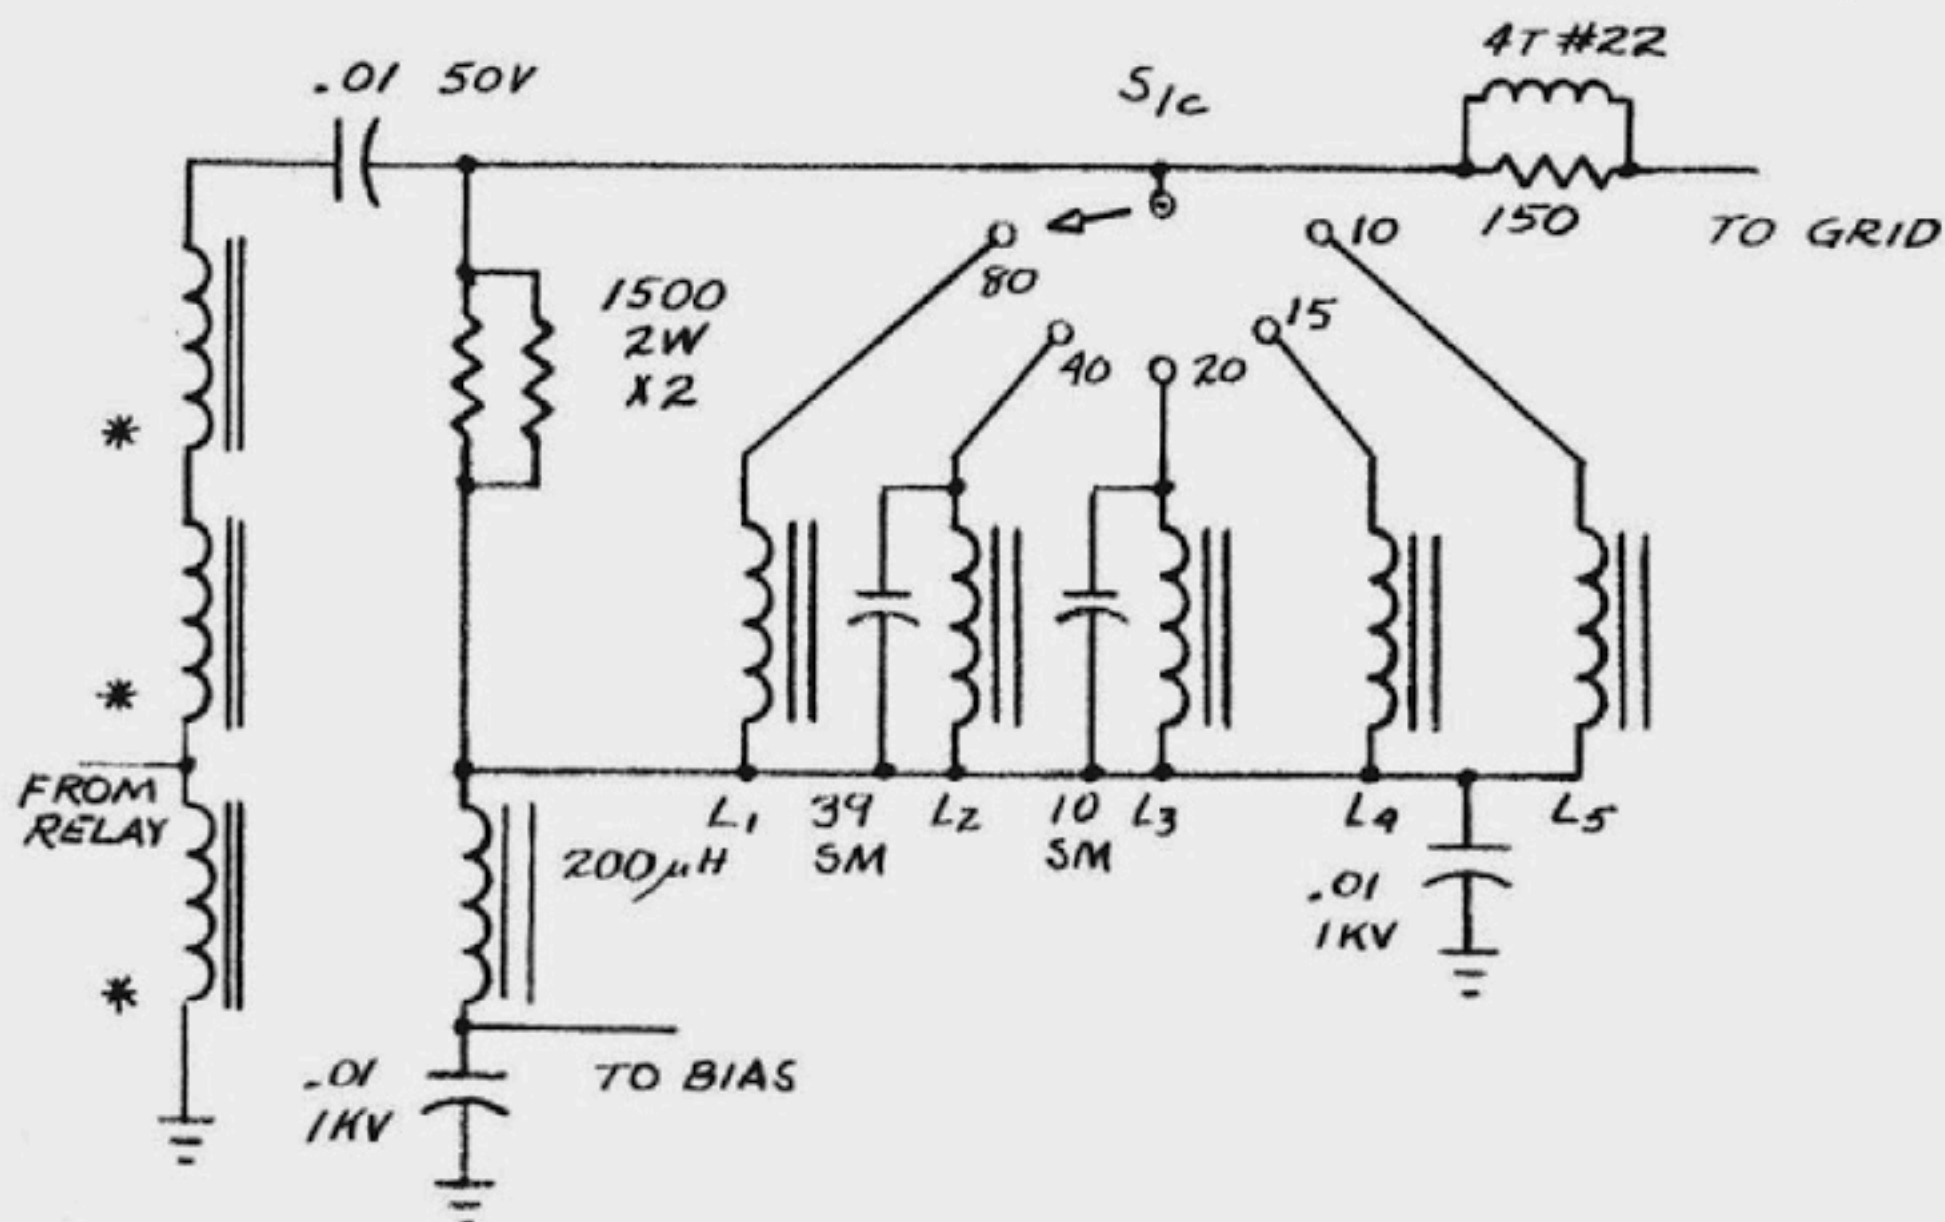 4T #22
.01 50V
S1c
150
TO GRID
80
10
40
20
15
1500
2W
X2
*
*
FROM
RELAY
L1
39
SM
L2
10
SM
L3
L4
L5
200µH
.01
1KV
*
.01
1KV
TO BIAS